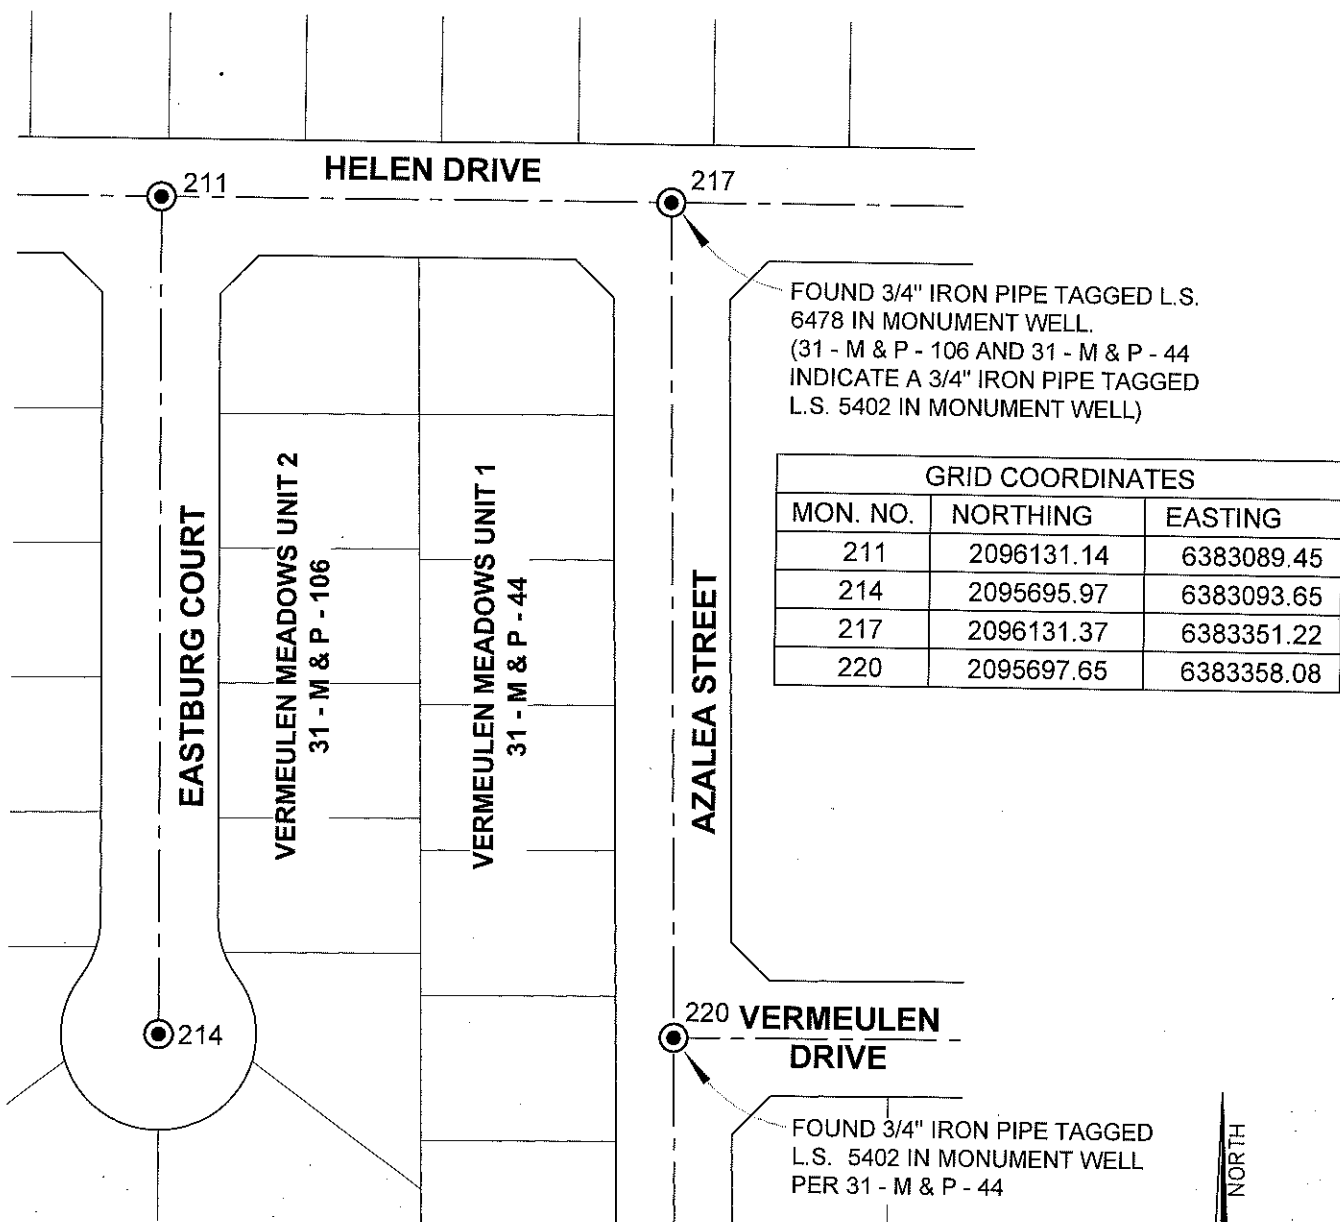 HELEN DRIVE
211
217
FOUND 3/4" IRON PIPE TAGGED L.S.
6478 IN MONUMENT WELL.
(31 - M & P - 106 AND 31 - M & P - 44
INDICATE A 3/4" IRON PIPE TAGGED
L.S. 5402 IN MONUMENT WELL)
GRID COORDINATES
MON. NO. NORTHING EASTING
211 2096131.14 6383089.45
214 2095695.97 6383093.65
217 2096131.37 6383351.22
220 2095697.65 6383358.08
EASTBURG COURT
VERMEULEN MEADOWS UNIT 2
31 - M & P - 106
VERMEULEN MEADOWS UNIT 1
31 - M & P - 44
AZALEA STREET
214
220
VERMEULEN
DRIVE
FOUND 3/4" IRON PIPE TAGGED
L.S. 5402 IN MONUMENT WELL
PER 31 - M & P - 44
NORTH